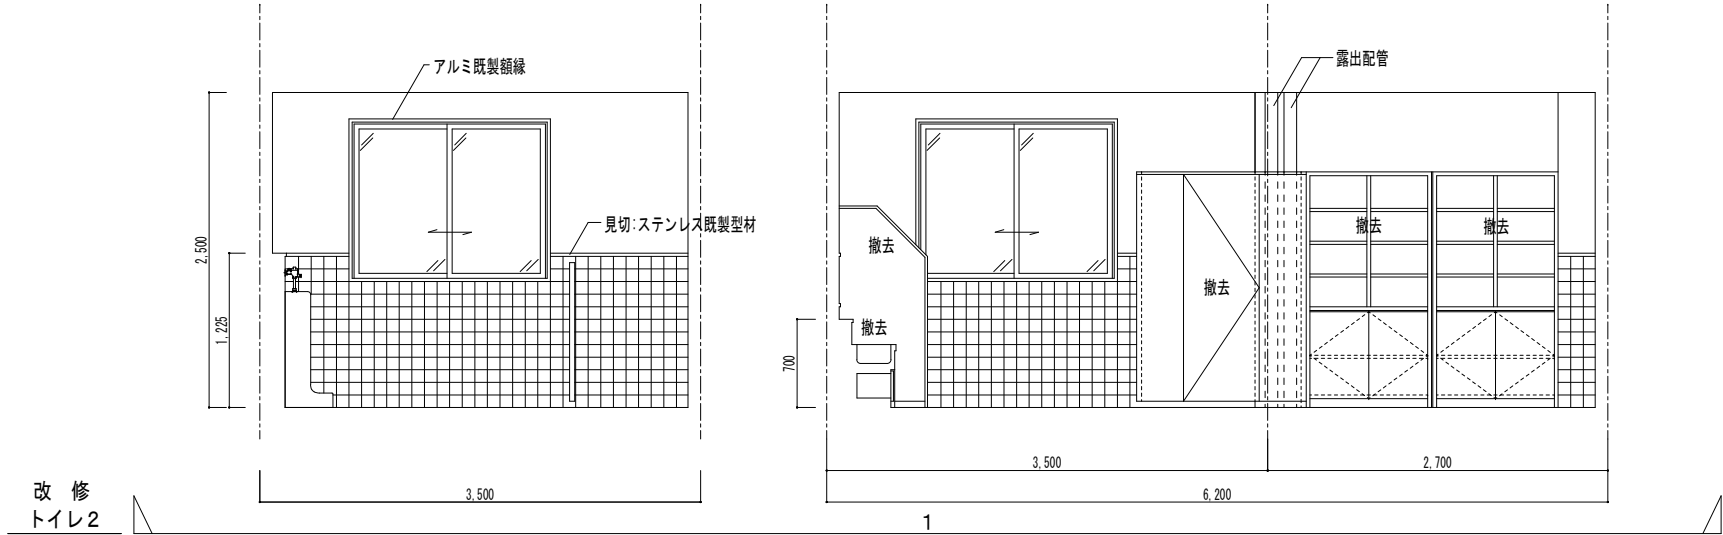 アルミ既製額縁
露出配管
見切:ステンレス既製型材
撤去
撤去
撤去
撤去
撤去
2,500
1,225
700
3,500
3,500
2,700
6,200
改 修
トイレ2
1